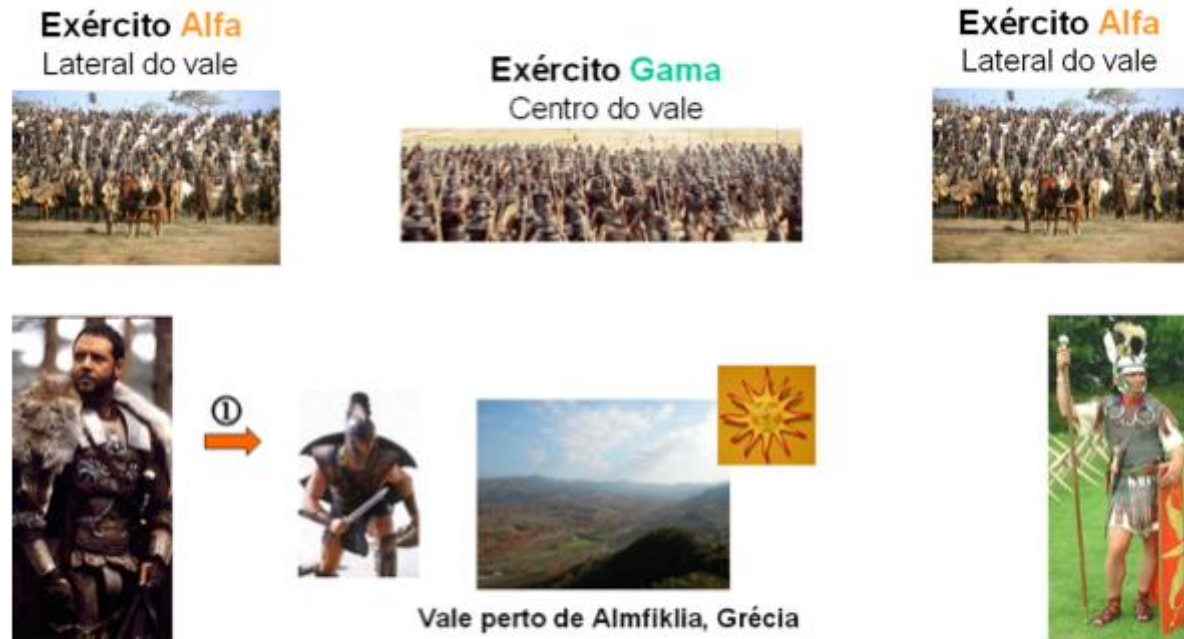 Exército Alfa
Lateral do vale
Exército Gama
Centro do vale
Exército Alfa
Lateral do vale
①
Vale perto de Almfiklia, Grécia